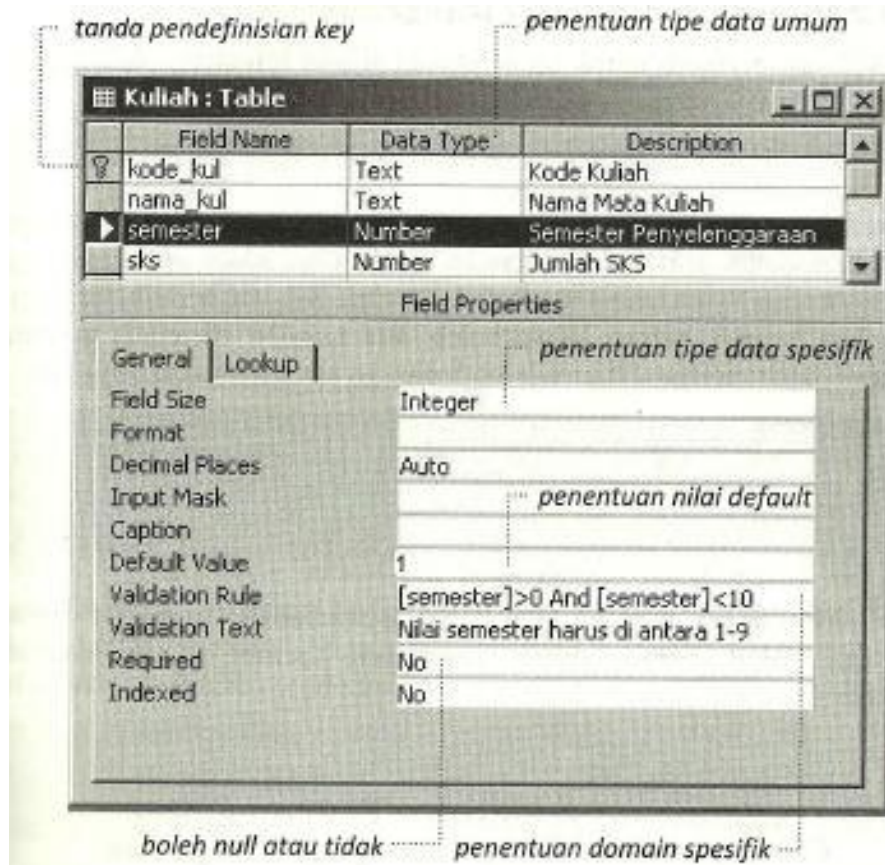 tanda pendefinisian key
penentuan tipe data umum
Kuliah : Table
Field Name Data Type Description
kode_kul Text Kode Kuliah
nama_kul Text Nama Mata Kuliah
semester Number Semester Penyelenggaraan
sks Number Jumlah SKS
Field Properties
General Lookup
penentuan tipe data spesifik
Field Size Integer
Format
Decimal Places Auto
Input Mask
penentuan nilai default
Caption
Default Value 1
Validation Rule [semester]>0 And [semester]<10
Validation Text Nilai semester harus di antara 1-9
Required No
Indexed No
boleh null atau tidak
penentuan domain spesifik